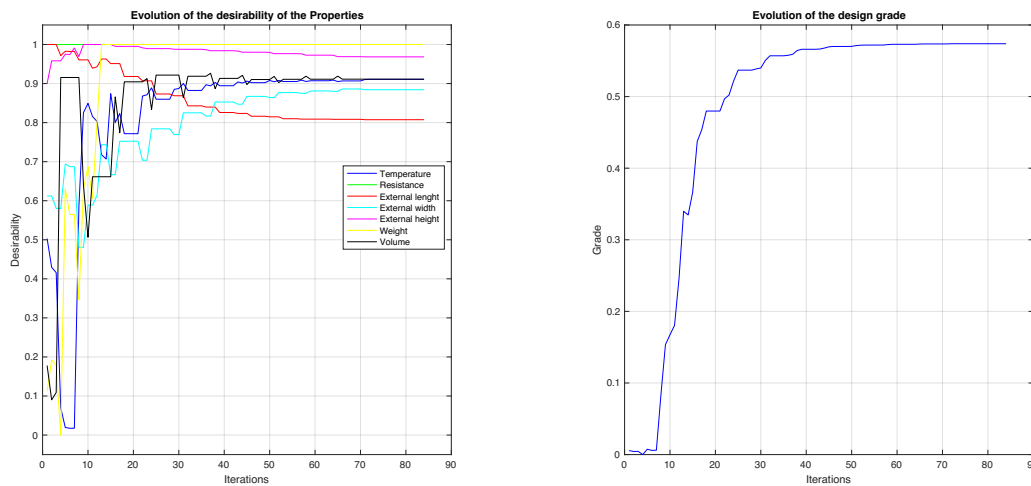 Evolution of the desirability of the Properties
Desirability
1
0.9
0.8
0.7
0.6
0.5
0.4
0.3
0.2
0.1
0
0 10 20 30 40 50 60 70 80 90
Iterations
Temperature
Resistance
External lenght
External width
External height
Weight
Volume
Evolution of the design grade
Grade
0.6
0.5
0.4
0.3
0.2
0.1
0
0 10 20 30 40 50 60 70 80 90
Iterations